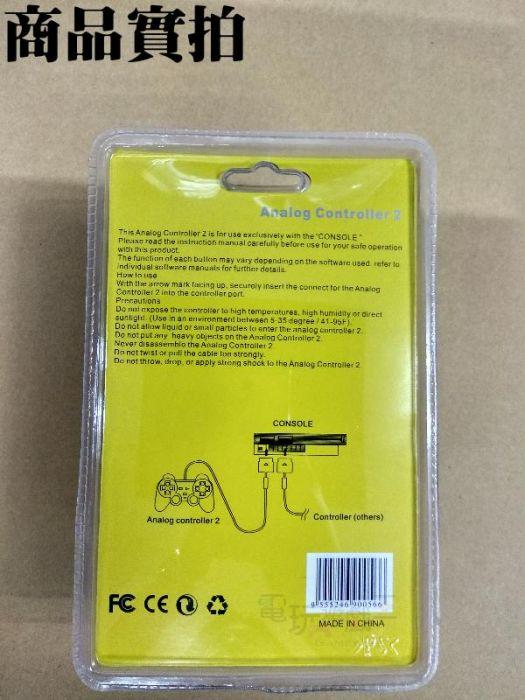 商品實拍
Analog Controller 2
This Analog Controller 2 is for use exclusively with the "CONSOLE"
Please read the instruction manual carefully before use for your safe operation
with this product.
The function of each button may vary depending on the software used. refer to
individual software manuals for further details.
How to use
With the arrow mark facing up, securely insert the connect for the Analog
Controller 2 into the controller port.
Precautions
Do not expose the controller to high temperatures, high humidity or direct
sunlight. (Use in an environment between 5-35 degree / 41-95F).
Do not allow liquid or small particles to enter the analog controller 2.
Do not put any heavy objects on the Analog Controller 2.
Never disassemble the Analog Controller 2.
Do not twist or pull the cable too strongly.
Do not throw, drop, or apply strong shock to the Analog Controller 2.
CONSOLE
Analog controller 2
Controller (others)
FC CE
9 555246 900566
MADE IN CHINA
電玩